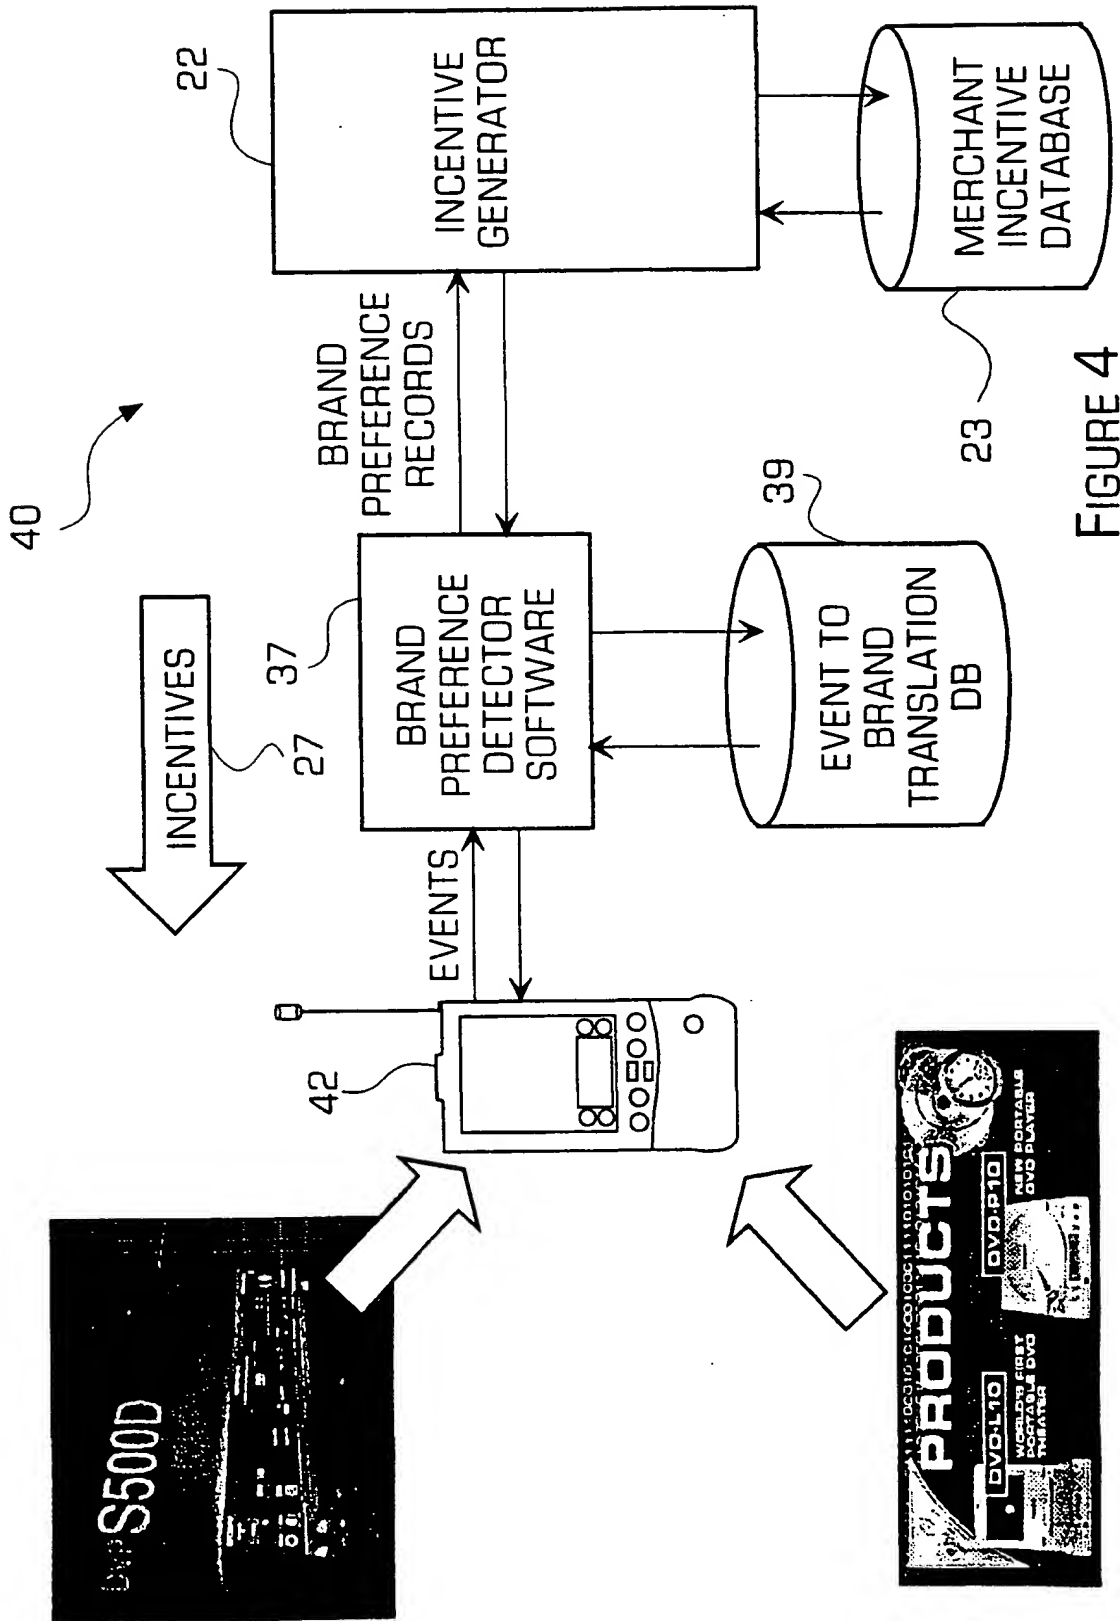 40
INCENTIVES
27
37
22
BRAND
PREFERENCE
RECORDS
INCENTIVE
GENERATOR
BRAND
PREFERENCE
DETECTOR
SOFTWARE
EVENTS
42
DVP S500D
EVENT TO
BRAND
TRANSLATION
DB
39
MERCHANT
INCENTIVE
DATABASE
23
PRODUCTS
DVD-L10
WORLD'S FIRST
PORTABLE DVD
THEATER
DVD-P10
NEW PORTABLE
DVD PLAYER
FIGURE 4